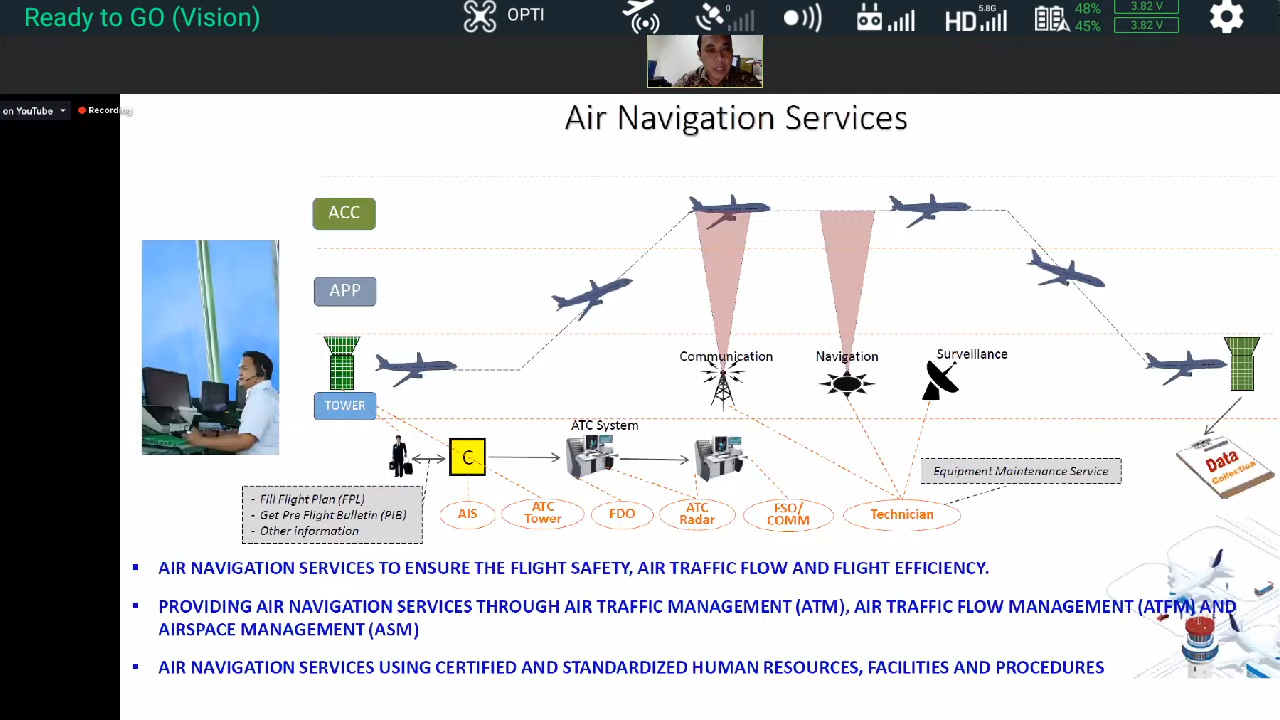 Ready to GO (Vision)
OPTI
0
HD
5.8G
48%
45%
3.82 V
3.82 V
on YouTube
Recording
Air Navigation Services
ACC
APP
Communication
Navigation
Surveillance
TOWER
ATC System
C
Data
Collection
Equipment Maintenance Service
- Fill Flight Plan (FPL)
- Get Pre Flight Bulletin (PIB)
- Other information
AIS
ATC
Tower
FDO
ATC
Radar
FSO/
COMM
Technician
▪ AIR NAVIGATION SERVICES TO ENSURE THE FLIGHT SAFETY, AIR TRAFFIC FLOW AND FLIGHT EFFICIENCY.
▪ PROVIDING AIR NAVIGATION SERVICES THROUGH AIR TRAFFIC MANAGEMENT (ATM), AIR TRAFFIC FLOW MANAGEMENT (ATFM) AND
AIRSPACE MANAGEMENT (ASM)
▪ AIR NAVIGATION SERVICES USING CERTIFIED AND STANDARDIZED HUMAN RESOURCES, FACILITIES AND PROCEDURES